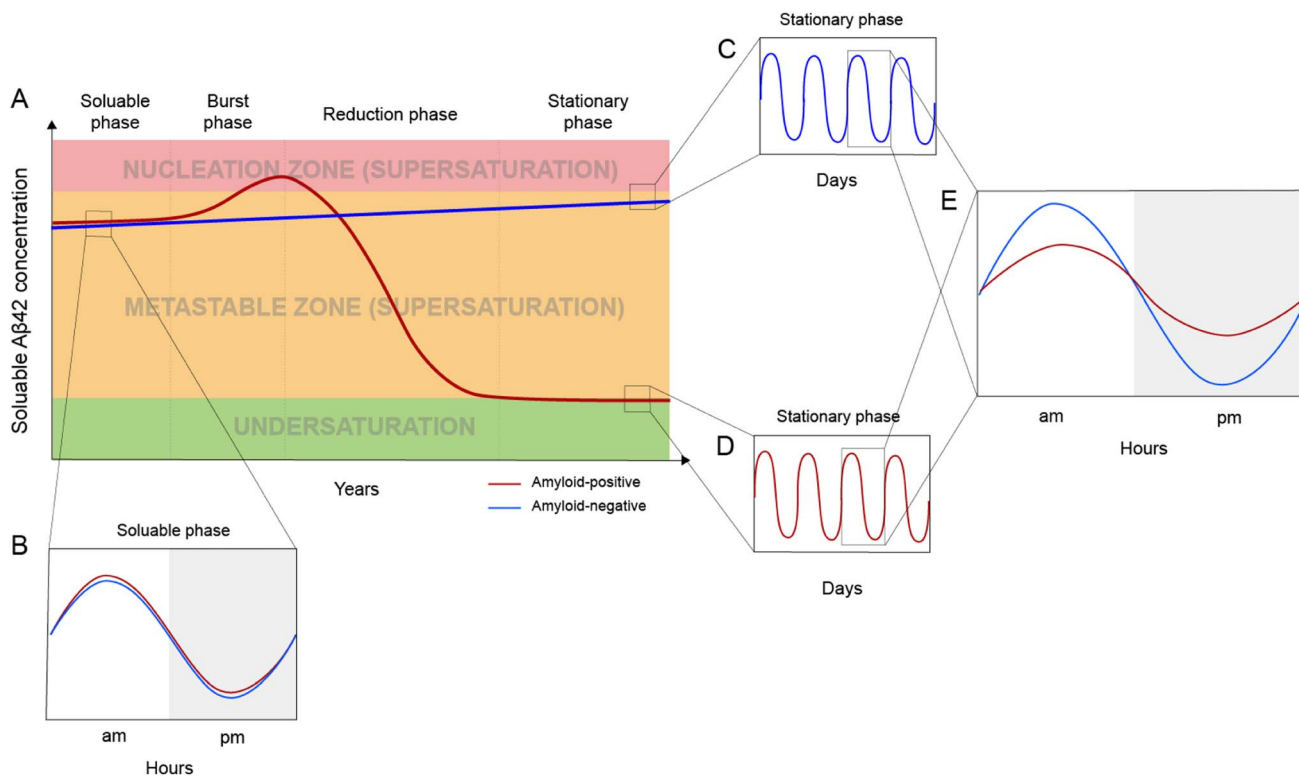 A
Soluable
phase
Burst
phase
Reduction phase
Stationary
phase
NUCLEATION ZONE (SUPERSATURATION)
METASTABLE ZONE (SUPERSATURATION)
UNDERSATURATION
Soluable Aβ42 concentration
Years
Amyloid-positive
Amyloid-negative
B
Soluable phase
am
pm
Hours
C
Stationary phase
Days
D
Stationary phase
Days
E
am
pm
Hours